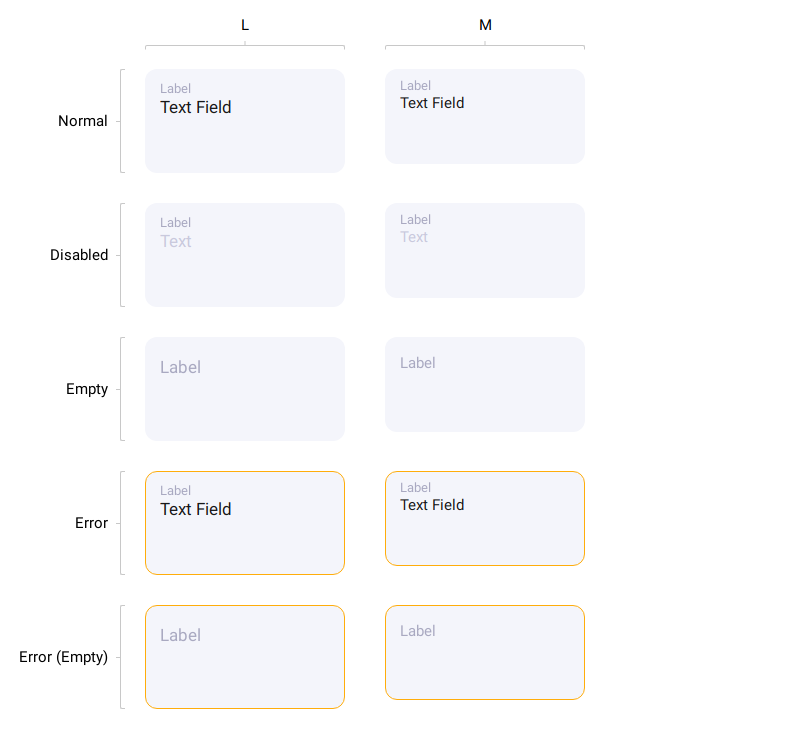 L M
Normal
Label Label
Text Field Text Field
Disabled
Label Label
Text Text
Empty
Label Label
Error
Label Label
Text Field Text Field
Error (Empty)
Label Label